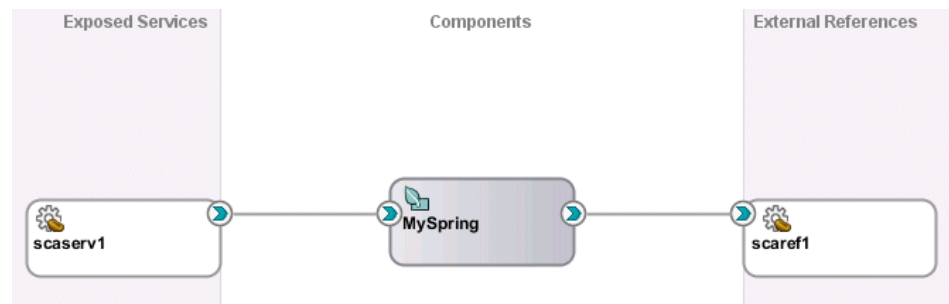 Exposed Services
Components
External References
scaserv1
MySpring
scaref1